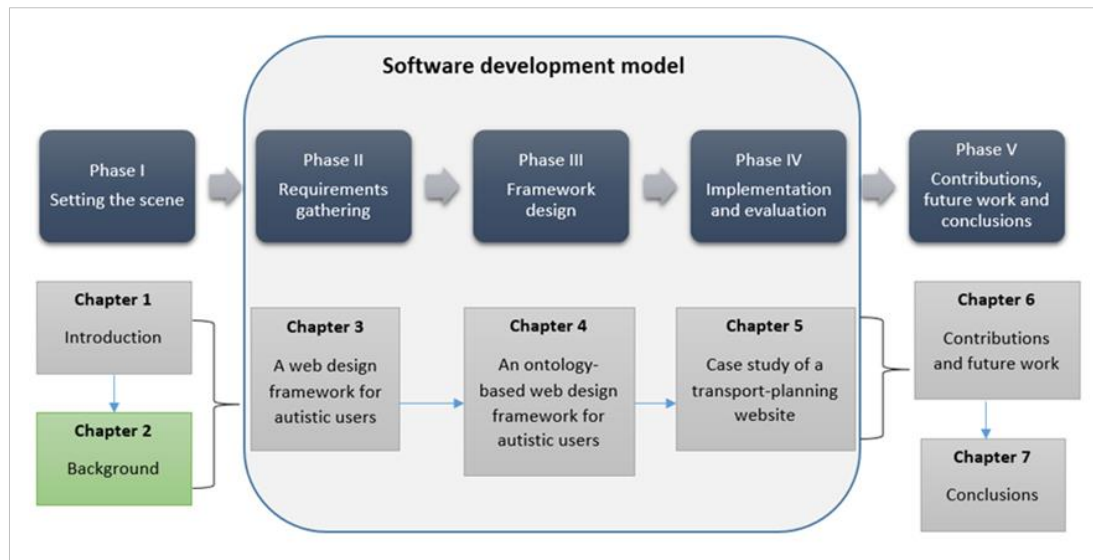 Software development model
Phase I
Setting the scene
Phase II
Requirements
gathering
Phase III
Framework
design
Phase IV
Implementation
and evaluation
Phase V
Contributions,
future work and
conclusions
Chapter 1
Introduction
Chapter 2
Background
Chapter 3
A web design
framework for
autistic users
Chapter 4
An ontology-
based web design
framework for
autistic users
Chapter 5
Case study of a
transport-planning
website
Chapter 6
Contributions
and future work
Chapter 7
Conclusions